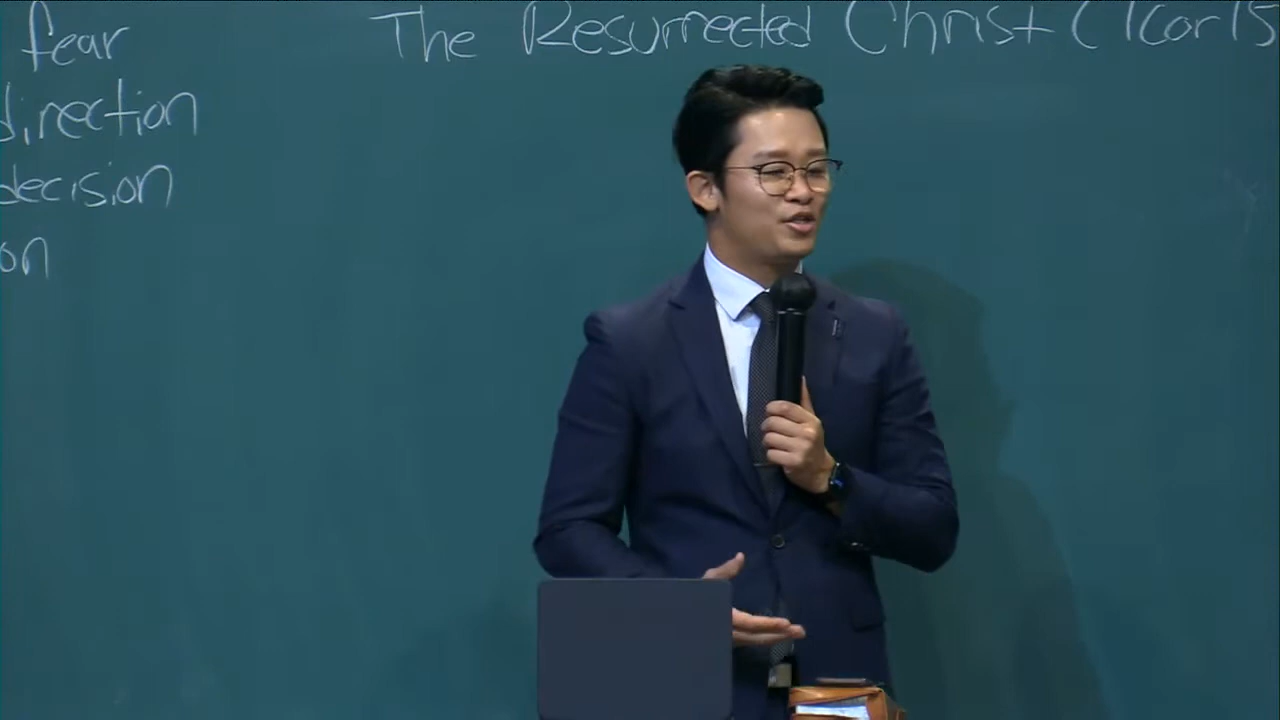 The Resurrected Christ (1Cor15
fear
direction
decision
on